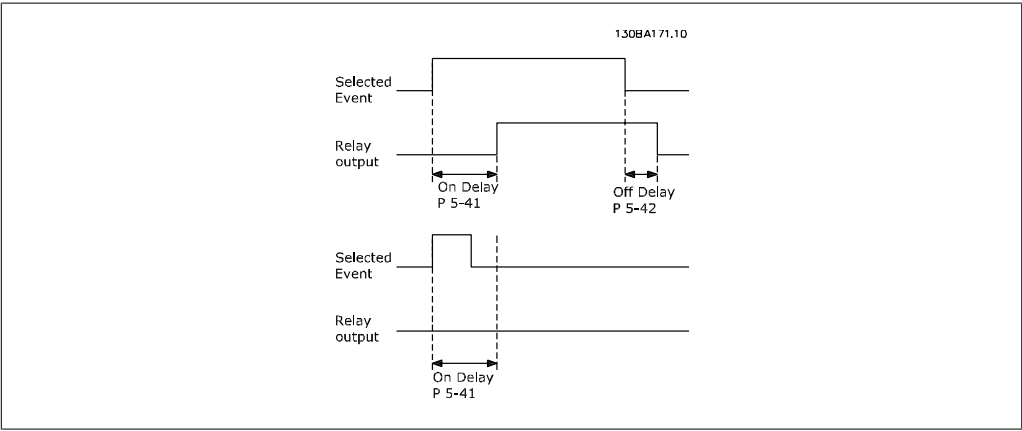 130BA171.10
Selected
Event
Relay
output
On Delay
P 5-41
Off Delay
P 5-42
Selected
Event
Relay
output
On Delay
P 5-41